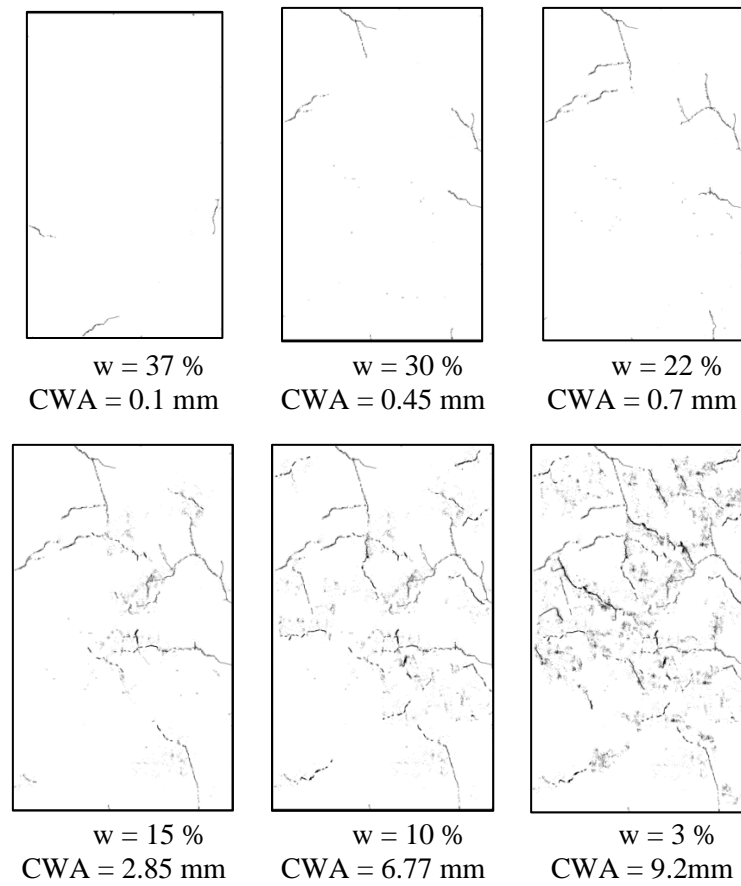 w = 37 %
CWA = 0.1 mm
w = 30 %
CWA = 0.45 mm
w = 22 %
CWA = 0.7 mm
w = 15 %
CWA = 2.85 mm
w = 10 %
CWA = 6.77 mm
w = 3 %
CWA = 9.2mm